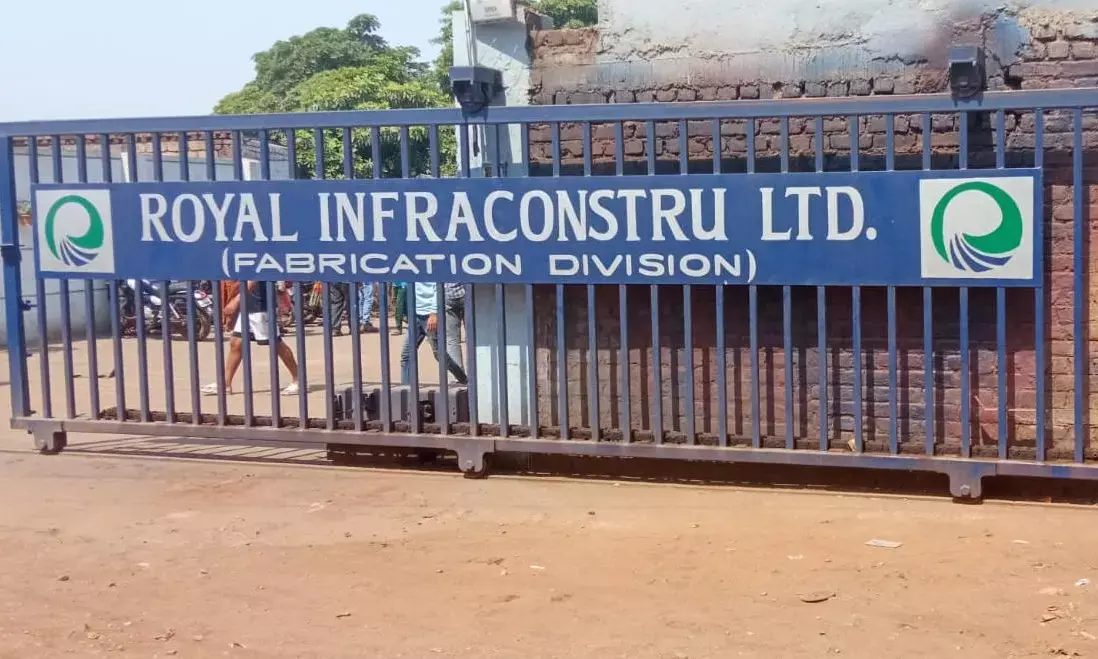 ROYAL INFRACONSTRU LTD.
(FABRICATION DIVISION)